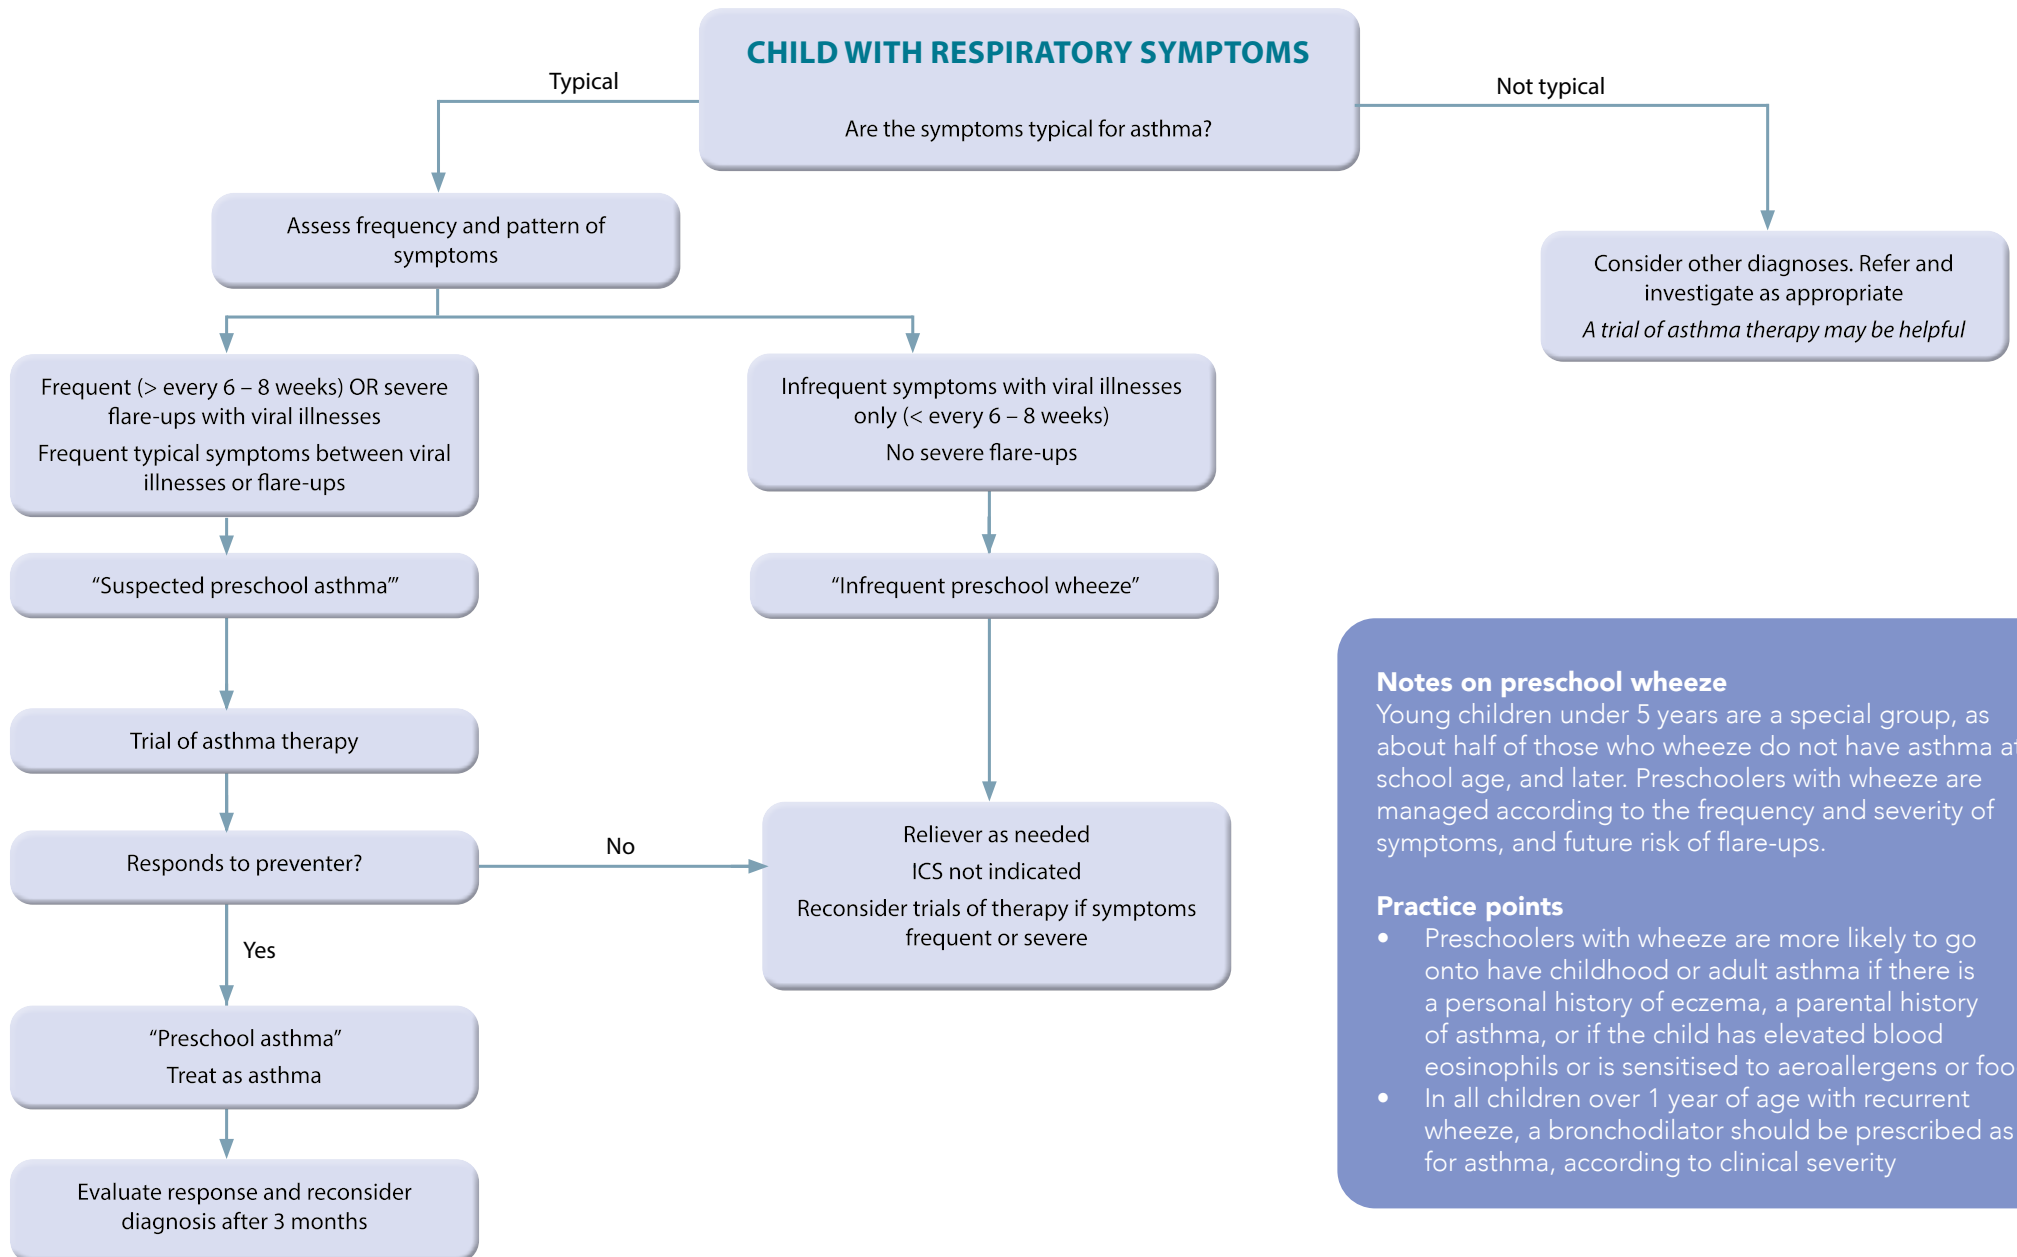 CHILD WITH RESPIRATORY SYMPTOMS
Are the symptoms typical for asthma?
Typical
Not typical
Assess frequency and pattern of
symptoms
Consider other diagnoses. Refer and
investigate as appropriate
A trial of asthma therapy may be helpful
Frequent (> every 6 – 8 weeks) OR severe
flare-ups with viral illnesses
Frequent typical symptoms between viral
illnesses or flare-ups
Infrequent symptoms with viral illnesses
only (< every 6 – 8 weeks)
No severe flare-ups
“Suspected preschool asthma”’
“Infrequent preschool wheeze”
Trial of asthma therapy
Responds to preventer?
No
Reliever as needed
ICS not indicated
Reconsider trials of therapy if symptoms
frequent or severe
Yes
“Preschool asthma”
Treat as asthma
Evaluate response and reconsider
diagnosis after 3 months
Notes on preschool wheeze
Young children under 5 years are a special group, as
about half of those who wheeze do not have asthma at
school age, and later. Preschoolers with wheeze are
managed according to the frequency and severity of
symptoms, and future risk of flare-ups.
Practice points
• Preschoolers with wheeze are more likely to go
onto have childhood or adult asthma if there is
a personal history of eczema, a parental history
of asthma, or if the child has elevated blood
eosinophils or is sensitised to aeroallergens or foo
• In all children over 1 year of age with recurrent
wheeze, a bronchodilator should be prescribed as
for asthma, according to clinical severity